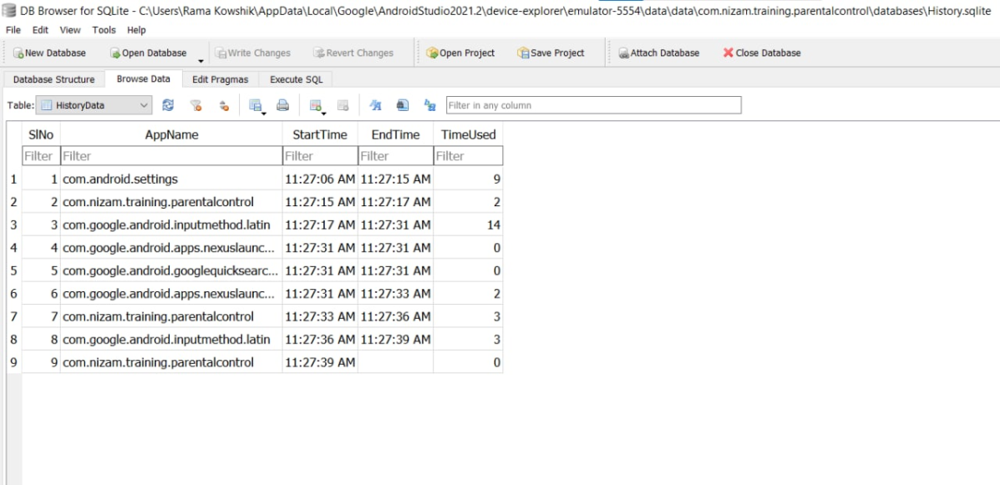 DB Browser for SQLite - C:\Users\Rama Kowshik\AppData\Local\Google\AndroidStudio2021.2\device-explorer\emulator-5554\data\data\com.nizam.training.parentalcontrol\databases\History.sqlite
File Edit View Tools Help
New Database Open Database Write Changes Revert Changes Open Project Save Project Attach Database Close Database
Database Structure Browse Data Edit Pragmas Execute SQL
Table: HistoryData Filter in any column
SlNo AppName StartTime EndTime TimeUsed
Filter Filter Filter Filter Filter
1 1 com.android.settings 11:27:06 AM 11:27:15 AM 9
2 2 com.nizam.training.parentalcontrol 11:27:15 AM 11:27:17 AM 2
3 3 com.google.android.inputmethod.latin 11:27:17 AM 11:27:31 AM 14
4 4 com.google.android.apps.nexuslaunc... 11:27:31 AM 11:27:31 AM 0
5 5 com.google.android.googlequicksearc... 11:27:31 AM 11:27:31 AM 0
6 6 com.google.android.apps.nexuslaunc... 11:27:31 AM 11:27:33 AM 2
7 7 com.nizam.training.parentalcontrol 11:27:33 AM 11:27:36 AM 3
8 8 com.google.android.inputmethod.latin 11:27:36 AM 11:27:39 AM 3
9 9 com.nizam.training.parentalcontrol 11:27:39 AM 0